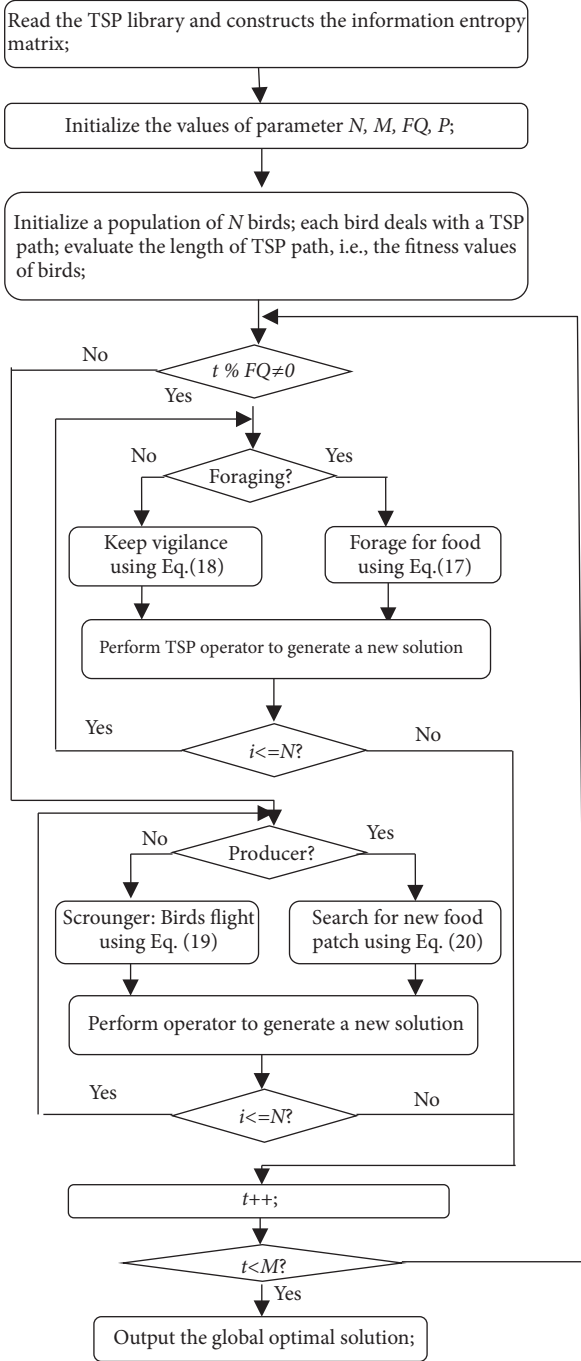 Read the TSP library and constructs the information entropy
matrix;
Initialize the values of parameter N, M, FQ, P;
Initialize a population of N birds; each bird deals with a TSP
path; evaluate the length of TSP path, i.e., the fitness values
of birds;
No
t % FQ≠0
Yes
No
Yes
Foraging?
Keep vigilance
using Eq.(18)
Forage for food
using Eq.(17)
Perform TSP operator to generate a new solution
Yes
No
i<=N?
No
Yes
Producer?
Scrounger: Birds flight
using Eq. (19)
Search for new food
patch using Eq. (20)
Perform operator to generate a new solution
Yes
No
i<=N?
t++;
t<M?
Yes
Output the global optimal solution;